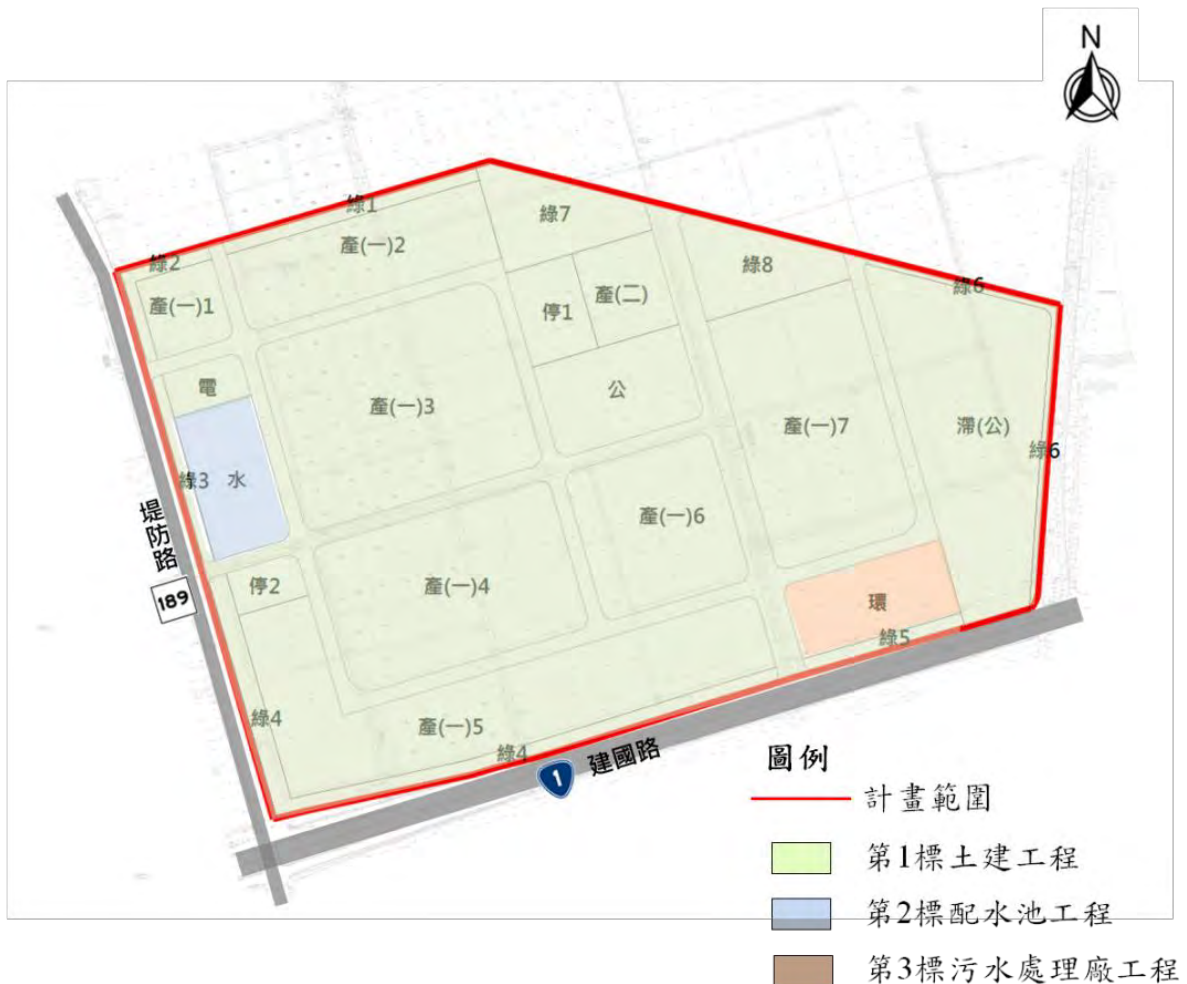 N
綠1
綠7
產(一)2
綠2
綠8
產(一)1
綠6
產(二)
停1
電
公
產(一)3
產(一)7
滯(公)
綠6
綠3
水
產(一)6
堤防路
189
停2
產(一)4
環
綠5
綠4
產(一)5
綠4
建國路
1
圖例
計畫範圍
第1標土建工程
第2標配水池工程
第3標污水處理廠工程